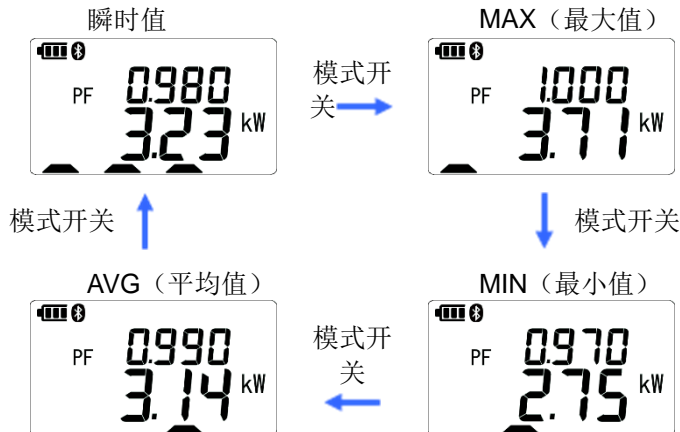 瞬时值
PF 0.980
3.23 kW
模式开
关
MAX（最大值）
PF 1.000
3.71 kW
模式开关
模式开关
AVG（平均值）
PF 0.990
3.14 kW
模式开
关
MIN（最小值）
PF 0.970
2.75 kW